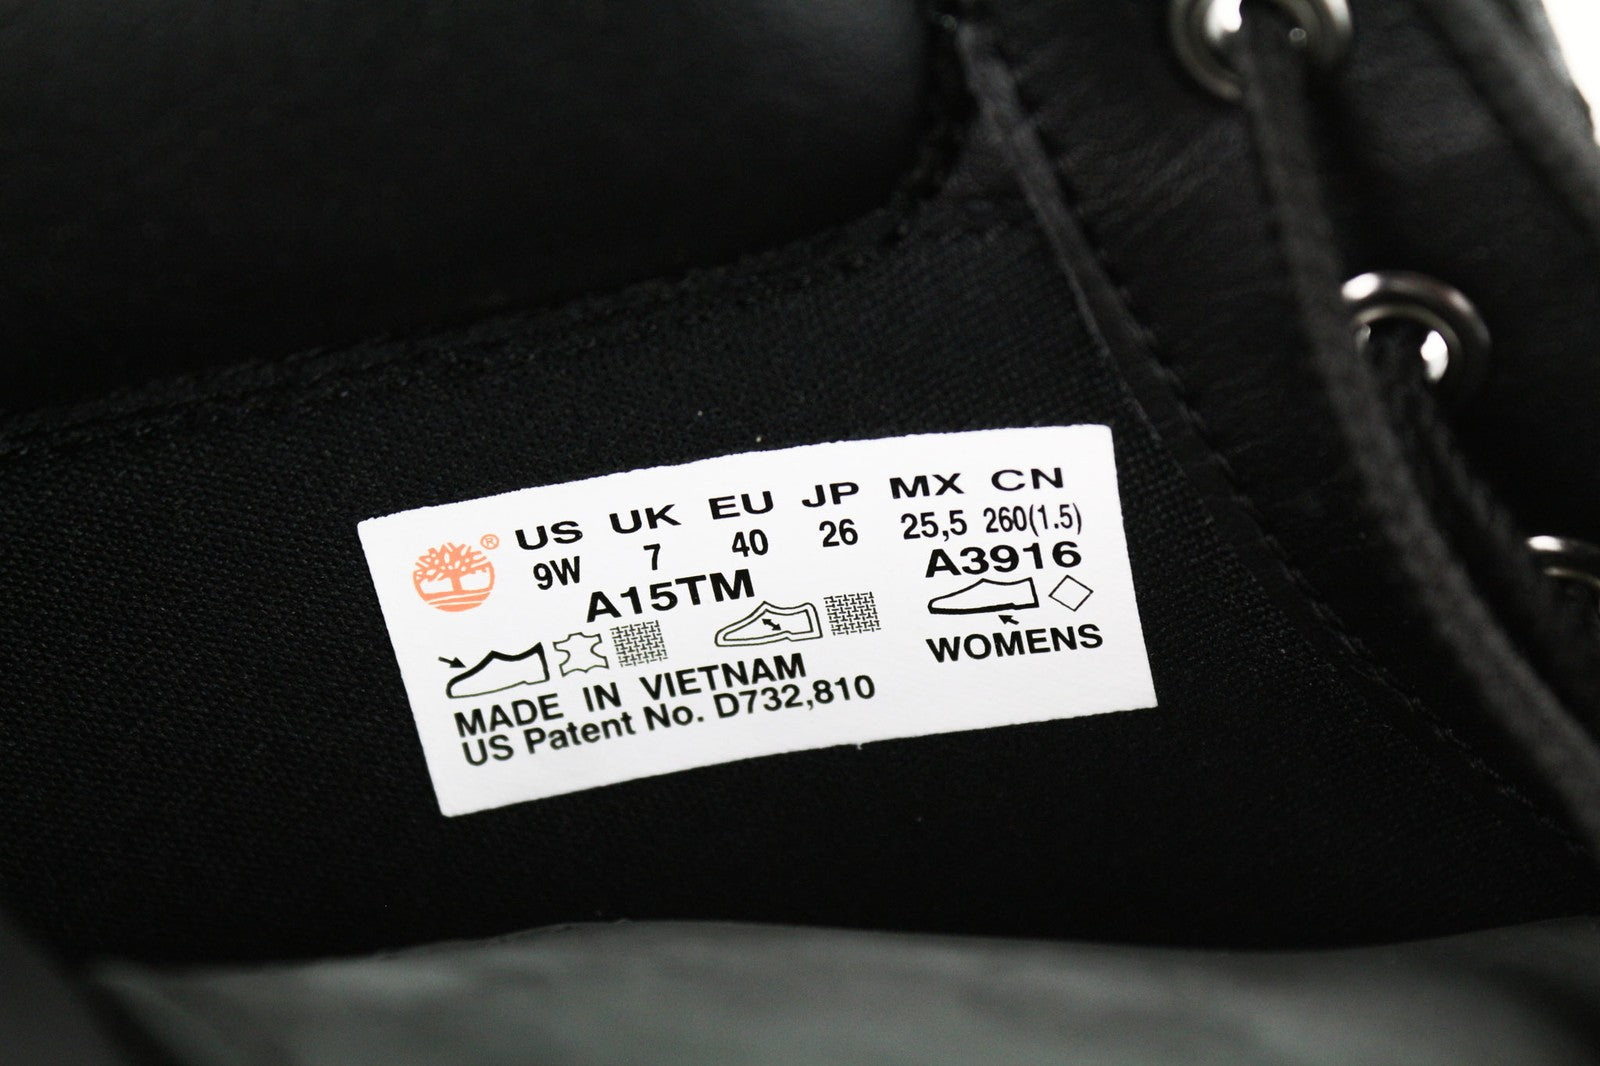 ® US UK EU JP MX CN
9W 7 40 26 25,5 260(1.5)
A15TM A3916
WOMENS
MADE IN VIETNAM
US Patent No. D732,810